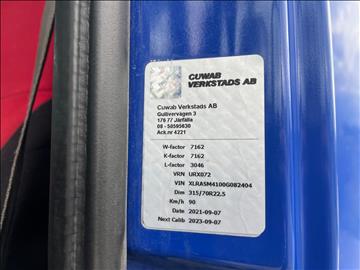 CUWAB
VERKSTADS AB
Cuwab Verkstads AB
Gullivervägen 3
176 77 Järfälla
08 - 50595630
Ack.nr 4221
W-factor 7162
K-factor 7162
L-factor 3046
VRN URX072
VIN XLRASM4100G082404
Dim 315/70R22.5
Km/h 90
Date 2021-09-07
Next Calib 2023-09-07